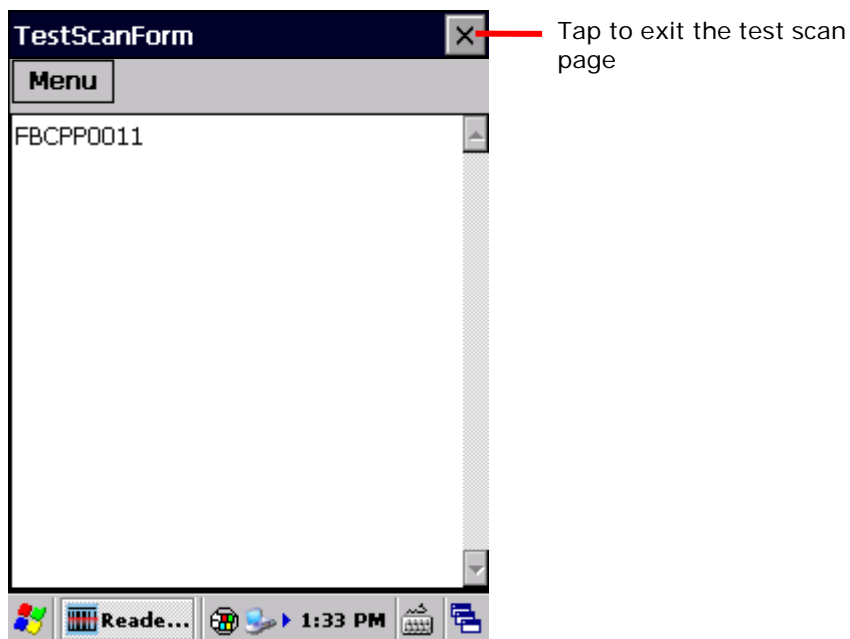 TestScanForm
Tap to exit the test scan
page
Menu
FBCPP0011
Reade...
1:33 PM